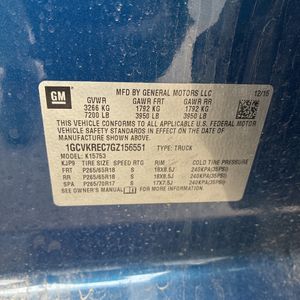 GM
MFD BY GENERAL MOTORS LLC
GVWR GAWR FRT GAWR RR 12/15
3266 KG 1792 KG 1792 KG
7200 LB 3950 LB 3950 LB
THIS VEHICLE CONFORMS TO ALL APPLICABLE U.S. FEDERAL MOTOR
VEHICLE SAFETY STANDARDS IN EFFECT ON THE DATE OF
MANUFACTURE SHOWN ABOVE.
1GCVKREC7GZ156551 TYPE: TRUCK
MODEL: K15753
KJP9 TIRE SIZE SPEED RTG RIM COLD TIRE PRESSURE
FRT P265/65R18 S 18X8.5J 240KPA(35PSI)
RR P265/65R18 S 18X8.5J 240KPA(35PSI)
SPA P265/70R17 S 17X7.5J 240KPA(35PSI)
SEE OWNER'S MANUAL FOR ADDITIONAL INFORMATION.